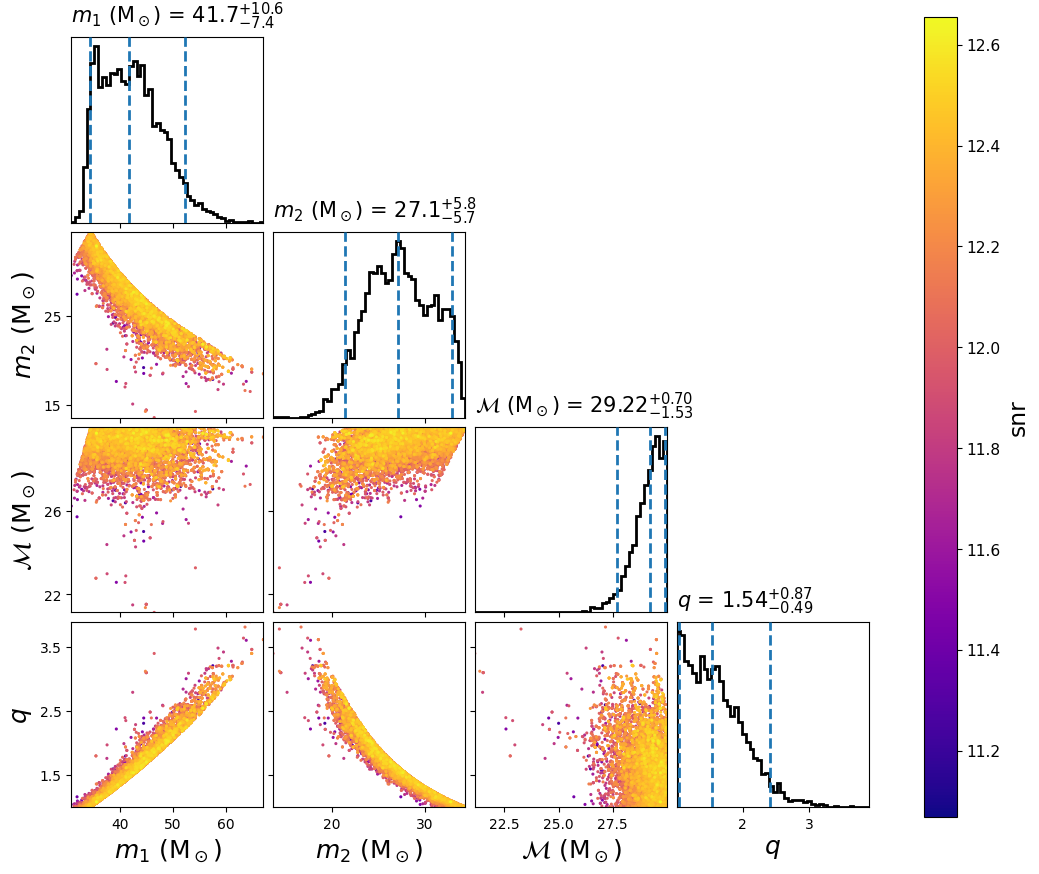 m₁ (M⊙) = 41.7 +10.6 −7.4
m₂ (M⊙) = 27.1 +5.8 −5.7
ℳ (M⊙) = 29.22 +0.70 −1.53
q = 1.54 +0.87 −0.49
m₂ (M⊙)
25
15
ℳ (M⊙)
26
22
q
3.5
2.5
1.5
40 60
50
20 30
22.5 25.0 27.5
2 3
m₁ (M⊙)
m₂ (M⊙)
ℳ (M⊙)
q
12.6
12.4
12.2
12.0
11.8
11.6
11.4
11.2
snr